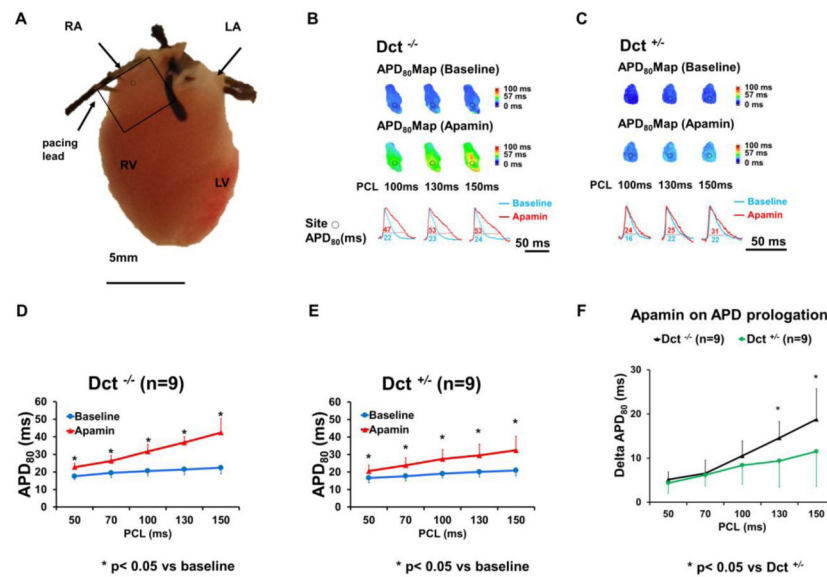 A
RA
LA
pacing
lead
RV
LV
5mm
B
Dct -/-
APD80Map (Baseline)
100 ms
57 ms
0 ms
APD80Map (Apamin)
100 ms
57 ms
0 ms
PCL 100ms 130ms 150ms
Baseline
Apamin
Site
APD80(ms)
47 53 53
22 23 24
50 ms
C
Dct +/-
APD80Map (Baseline)
100 ms
57 ms
0 ms
APD80Map (Apamin)
100 ms
57 ms
0 ms
PCL 100ms 130ms 150ms
Baseline
Apamin
24 25 31
16 22 22
50 ms
D
Dct -/- (n=9)
Baseline
Apamin
APD80 (ms)
60
50
40
30
20
10
0
* * * * *
50 70 100 130 150
PCL (ms)
* p< 0.05 vs baseline
E
Dct +/- (n=9)
Baseline
Apamin
APD80 (ms)
60
50
40
30
20
10
0
* * * * *
50 70 100 130 150
PCL (ms)
* p< 0.05 vs baseline
F
Apamin on APD prologation
Dct -/- (n=9) Dct +/- (n=9)
Delta APD80 (ms)
30
20
10
0
* *
50 70 100 130 150
PCL (ms)
* p< 0.05 vs Dct +/-